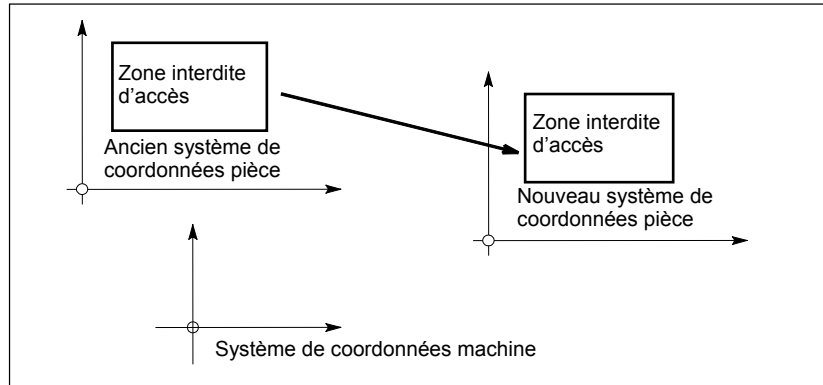 Zone interdite
d'accès
Ancien système de
coordonnées pièce
Zone interdite
d'accès
Nouveau système de
coordonnées pièce
Système de coordonnées machine